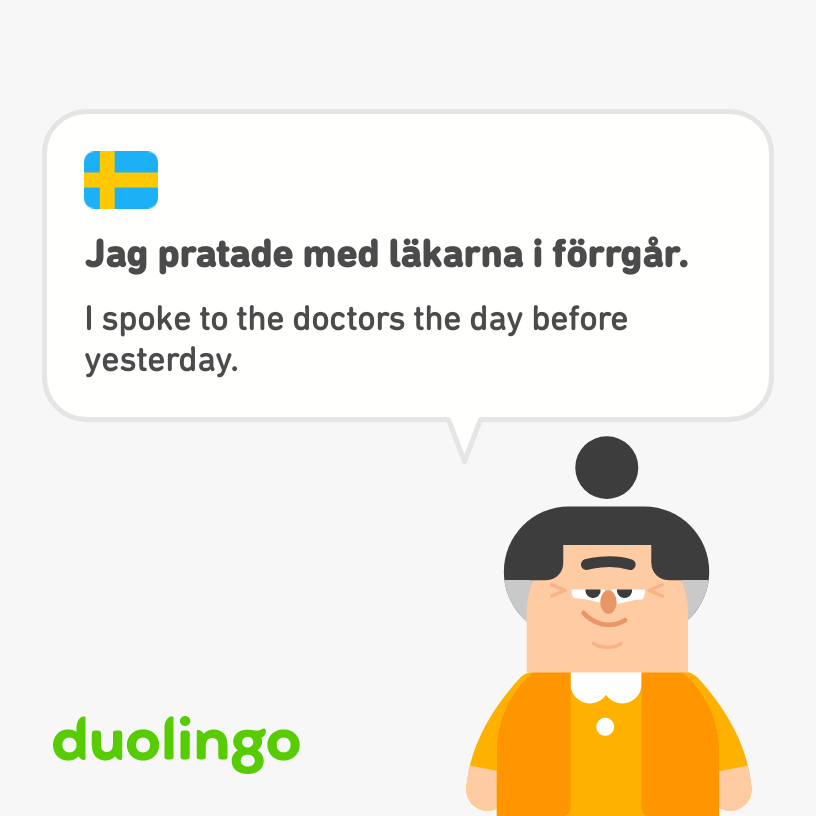 Jag pratade med läkarna i förrgår.
I spoke to the doctors the day before
yesterday.
duolingo